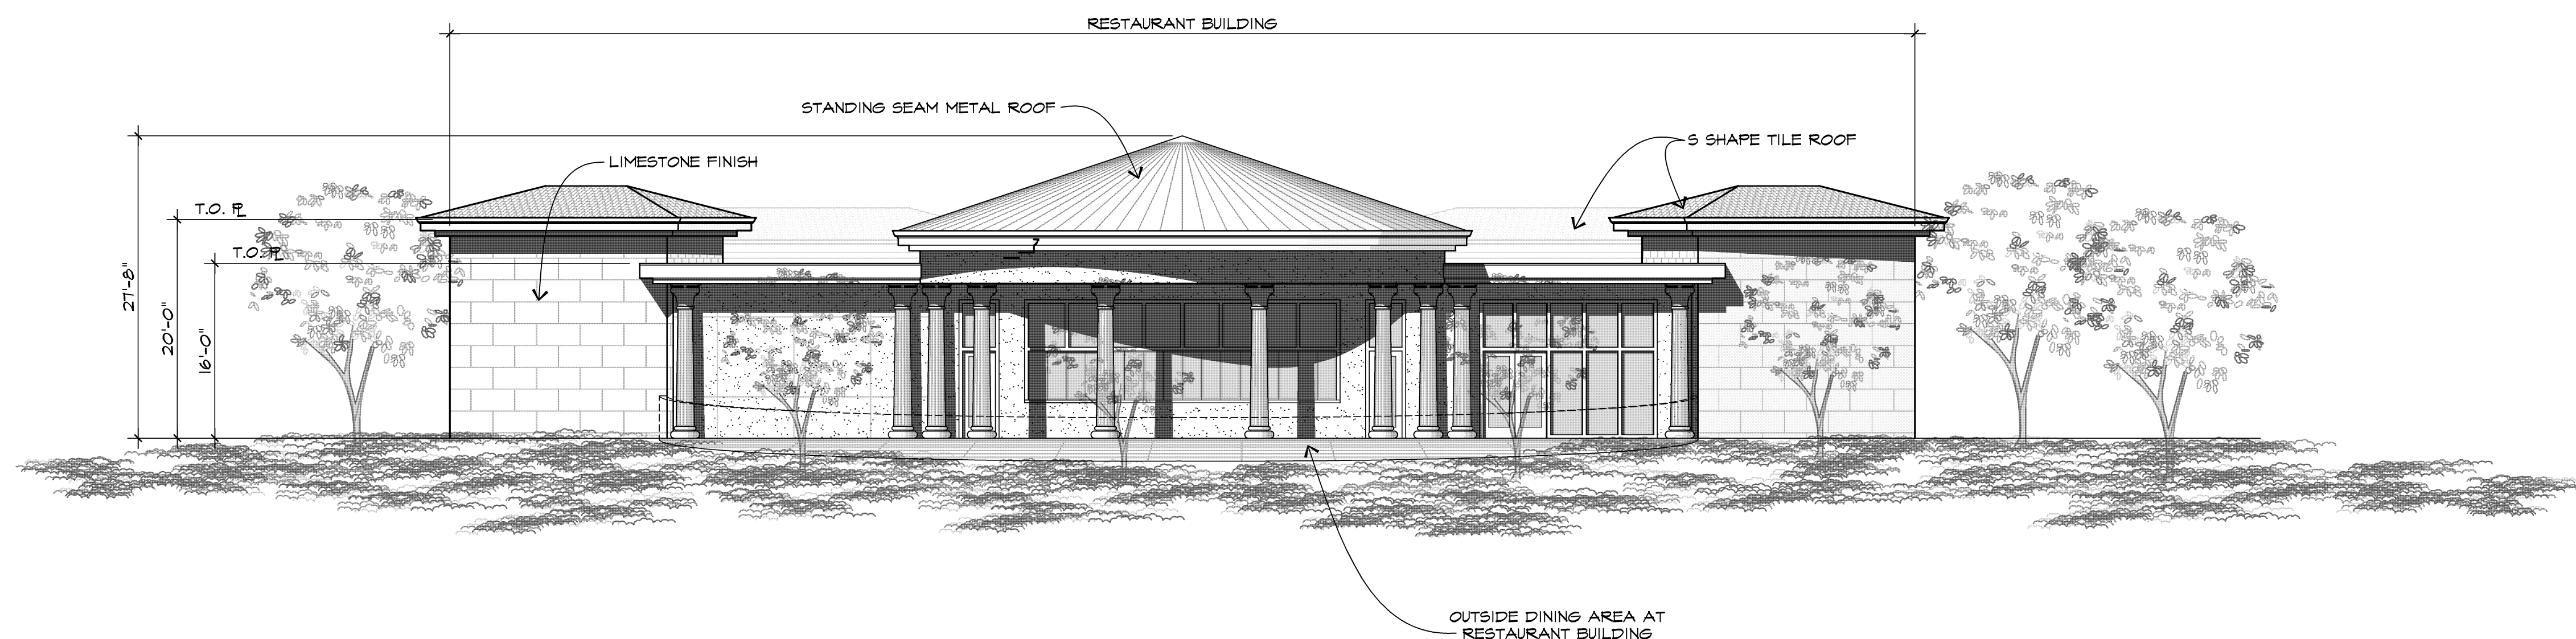 RESTAURANT BUILDING
STANDING SEAM METAL ROOF
S SHAPE TILE ROOF
LIMESTONE FINISH
T.O. PL
T.O. PL
27'-8"
20'-0"
16'-0"
OUTSIDE DINING AREA AT
RESTAURANT BUILDING